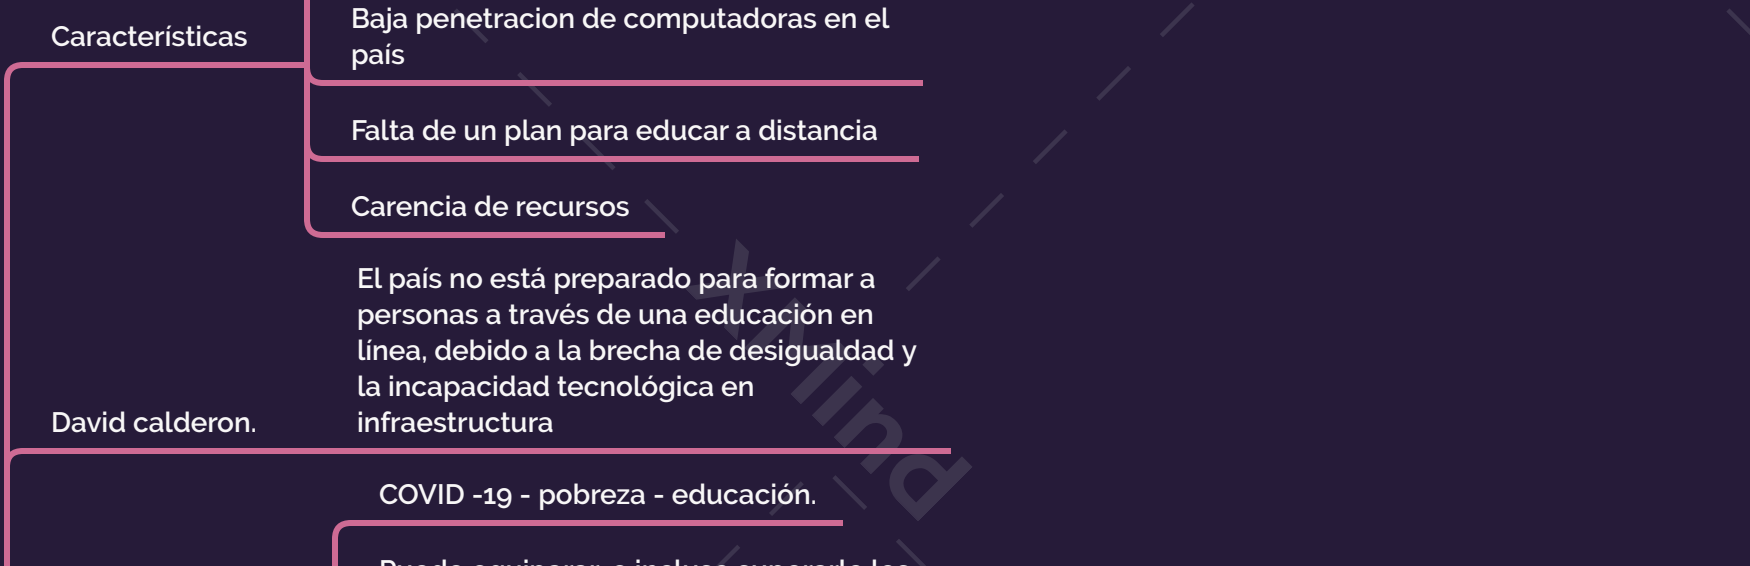 Características
Baja penetracion de computadoras en el
país
Falta de un plan para educar a distancia
Carencia de recursos
David calderon.
El país no está preparado para formar a
personas a través de una educación en
línea, debido a la brecha de desigualdad y
la incapacidad tecnológica en
infraestructura
COVID -19 - pobreza - educación.
XMind